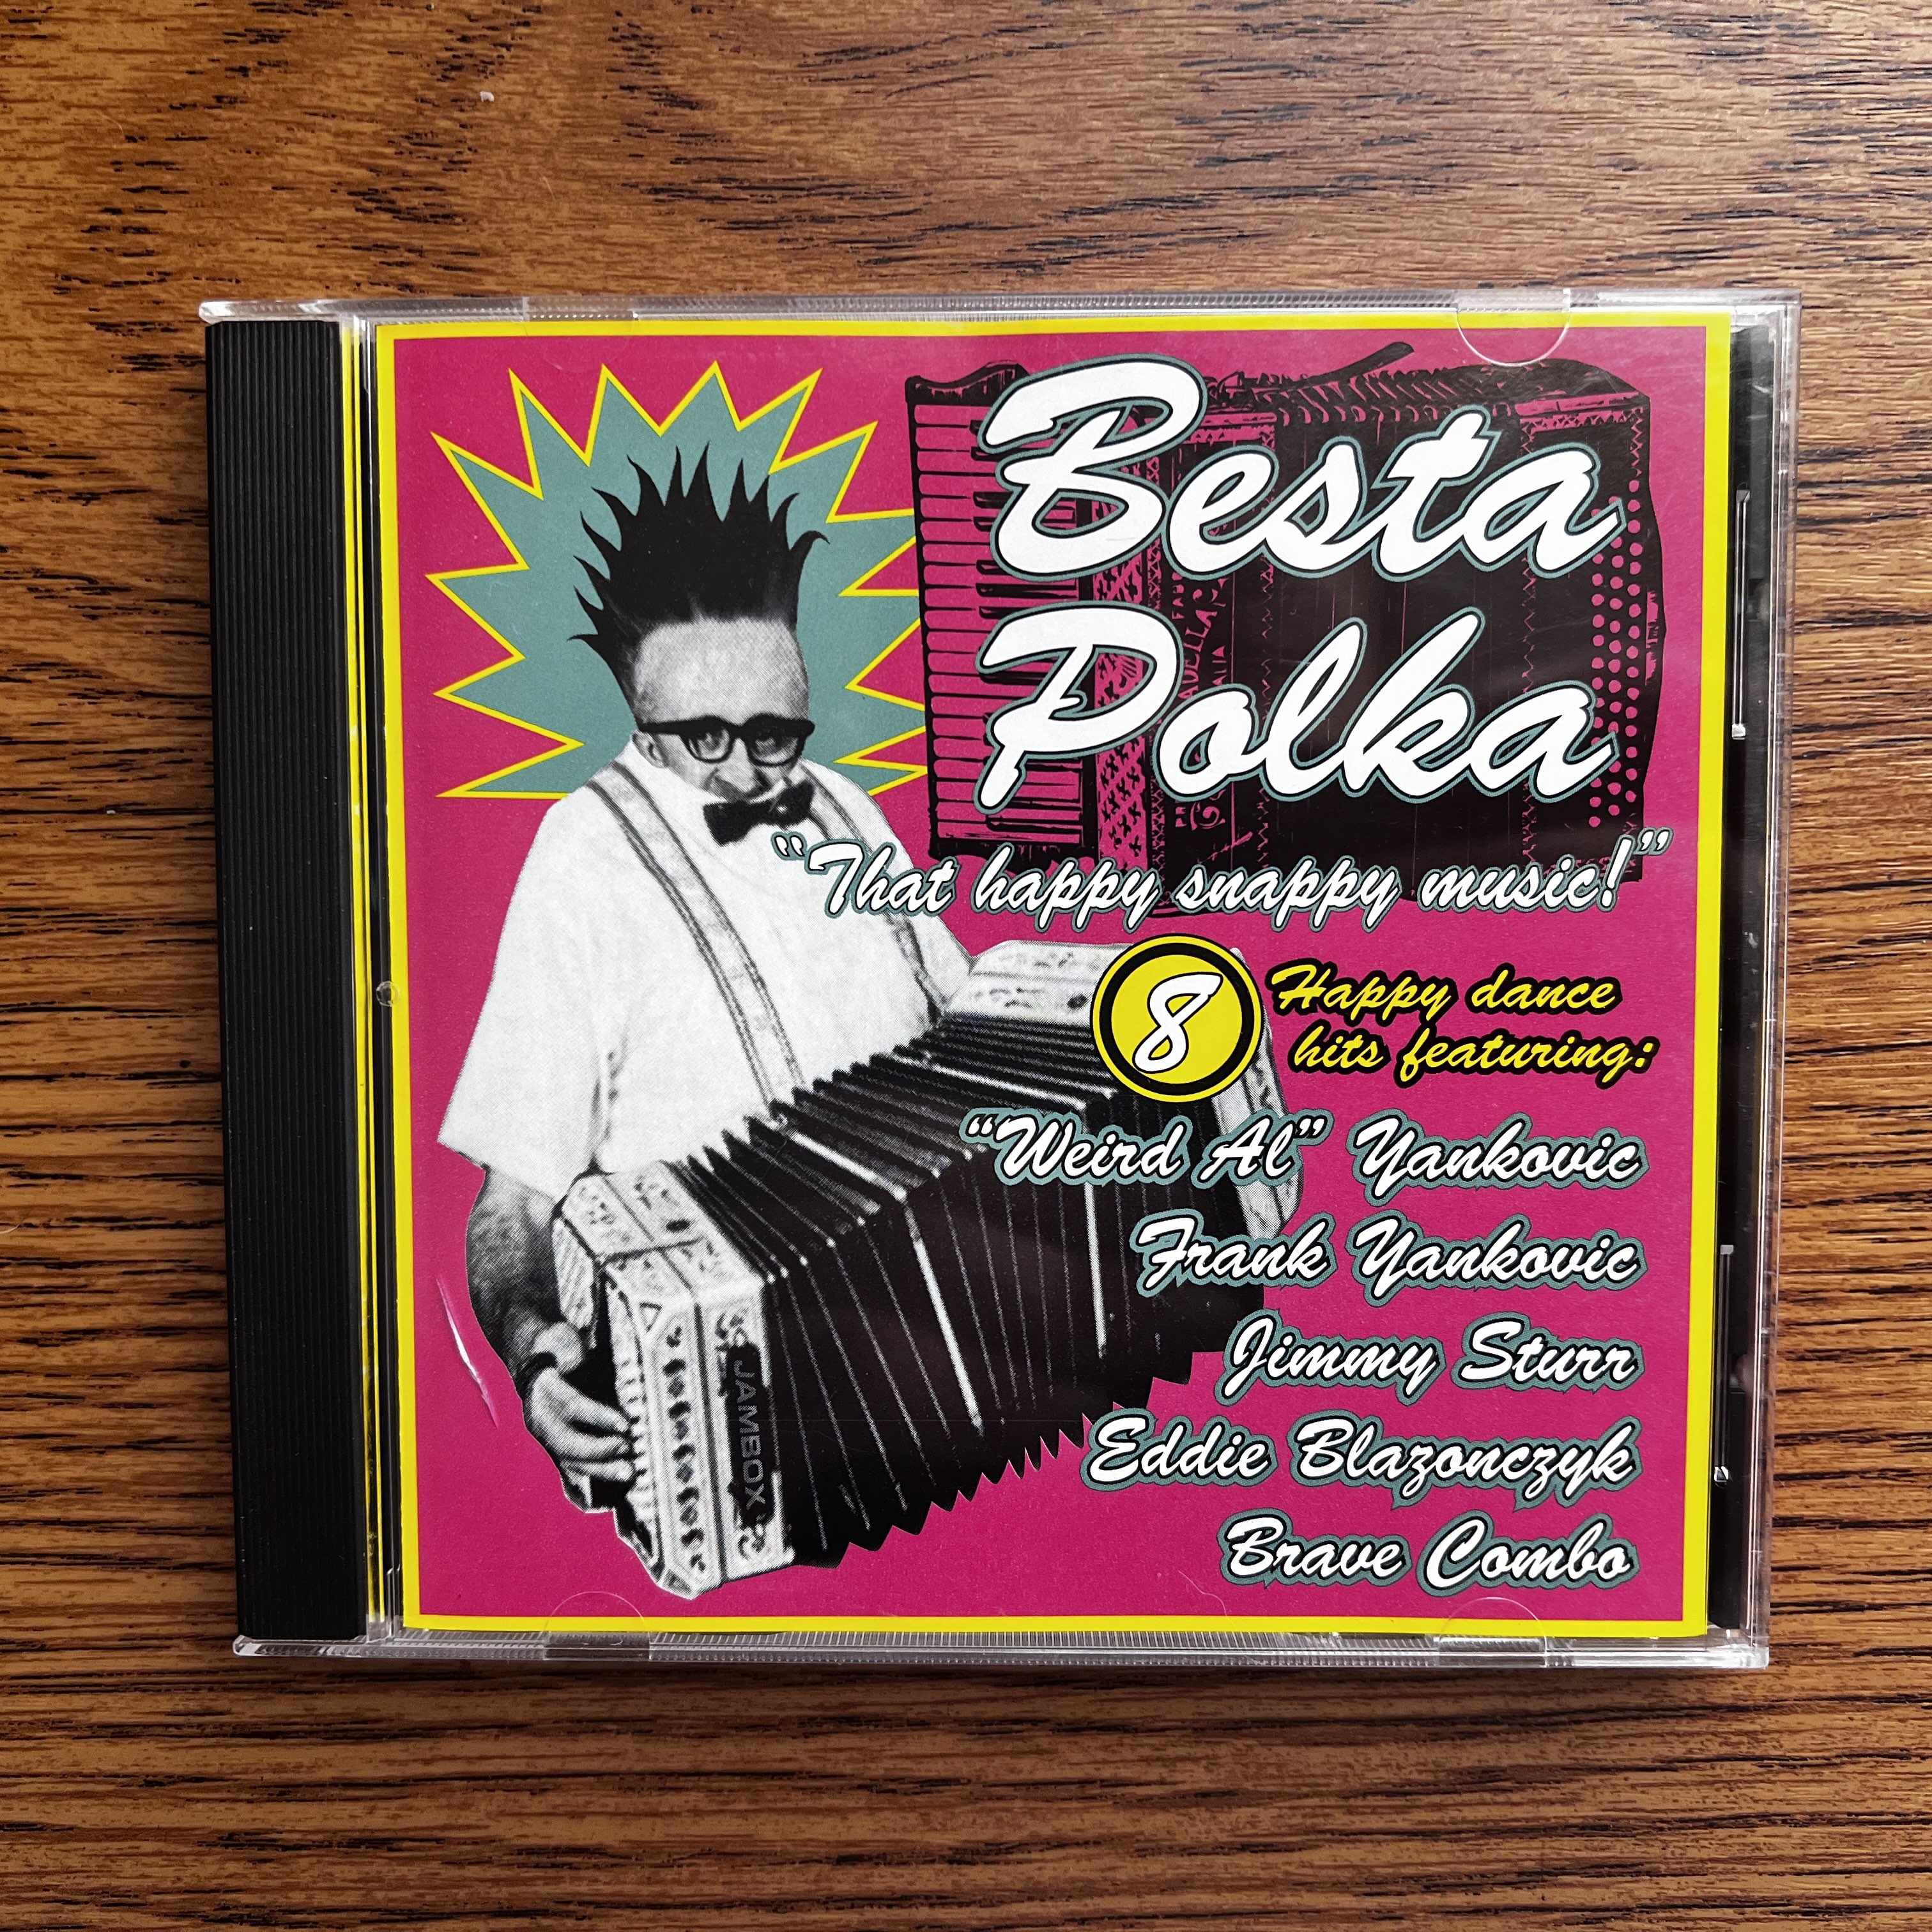 Besta
Polka
"That happy snappy music!"
8
Happy dance
hits featuring:
"Weird Al" Yankovic
Frank Yankovic
Jimmy Sturr
Eddie Blazonczyk
Brave Combo
JAMBOX